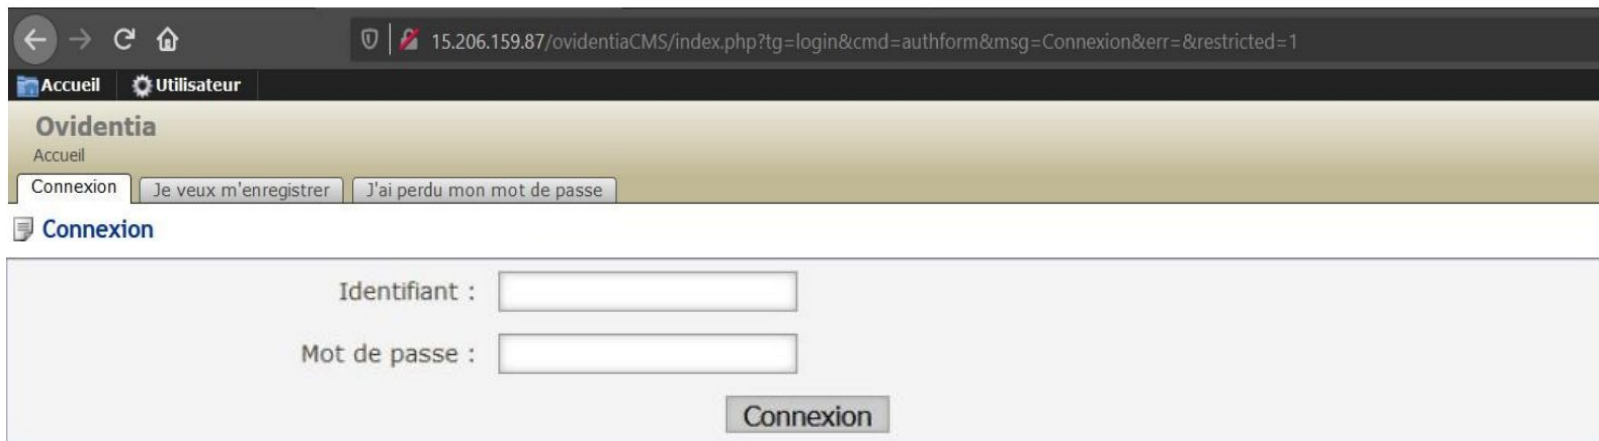 15.206.159.87/ovidentiaCMS/index.php?tg=login&cmd=authform&msg=Connexion&err=&restricted=1
Accueil Utilisateur
Ovidentia
Accueil
Connexion Je veux m'enregistrer J'ai perdu mon mot de passe
Connexion
Identifiant :
Mot de passe :
Connexion